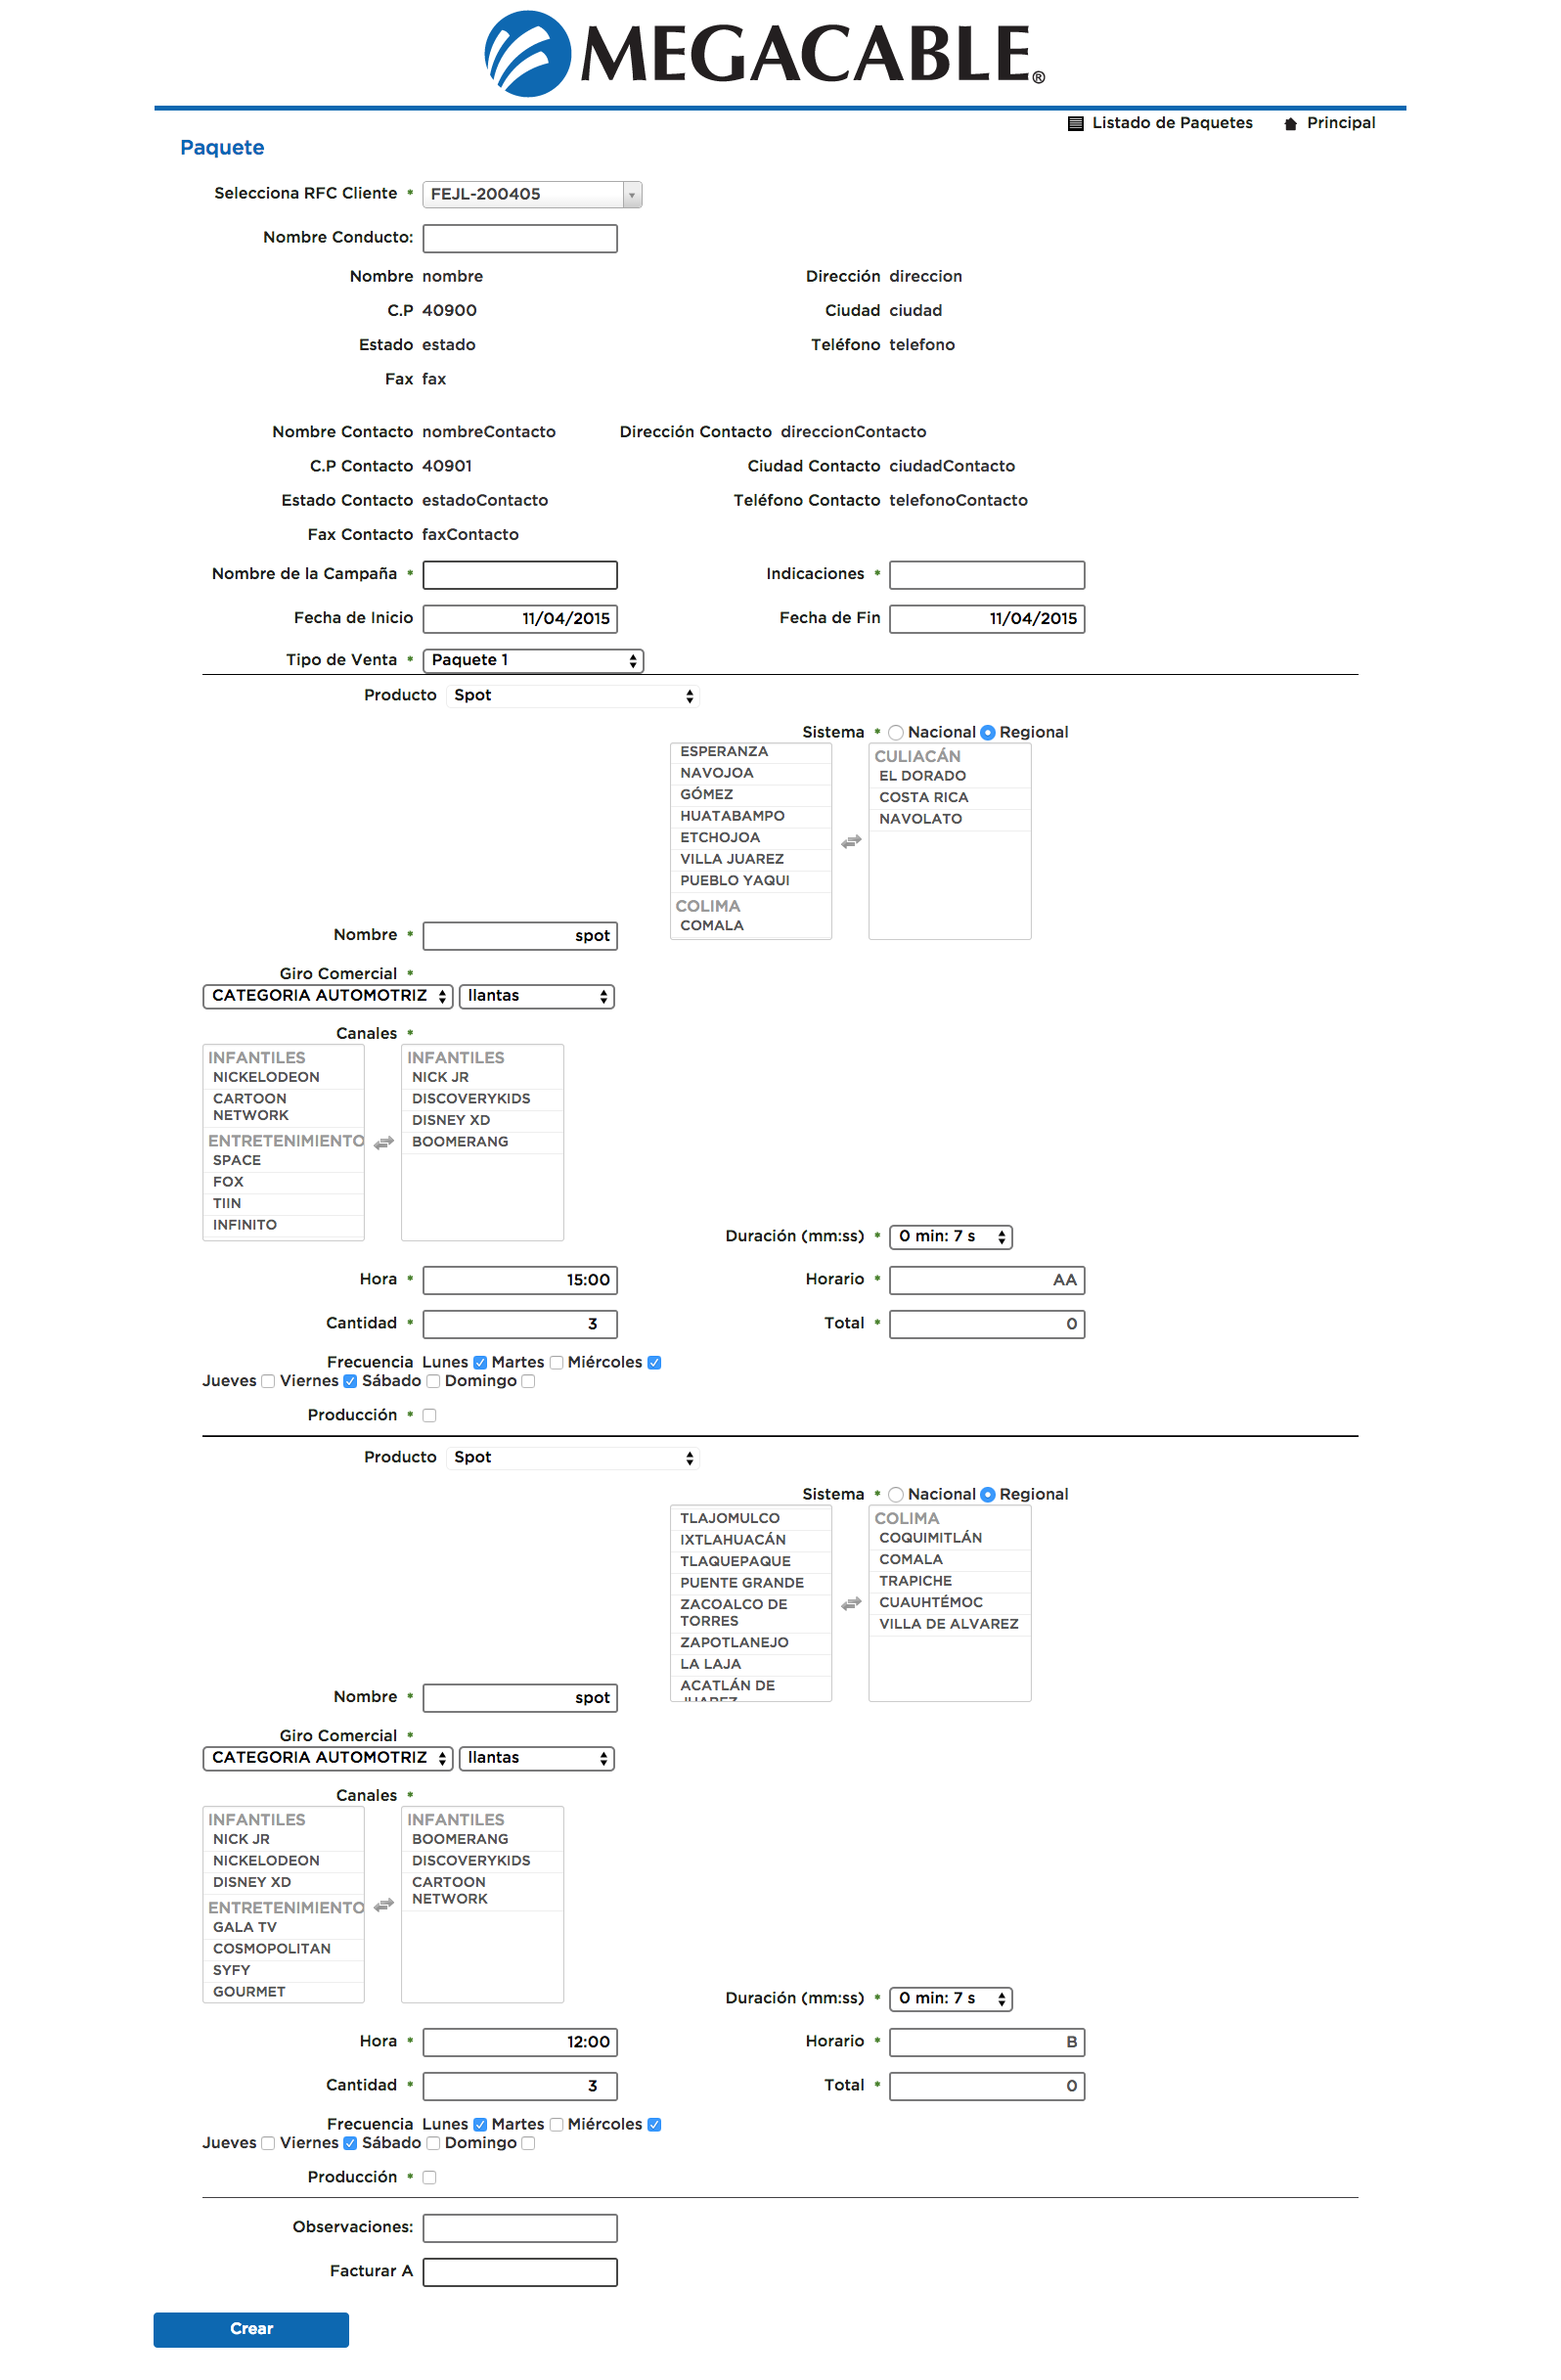 MEGACABLE®
Listado de Paquetes Principal
Paquete
Selecciona RFC Cliente * FEJL-200405
Nombre Conducto:
Nombre nombre Dirección direccion
C.P 40900 Ciudad ciudad
Estado estado Teléfono telefono
Fax fax
Nombre Contacto nombreContacto Dirección Contacto direccionContacto
C.P Contacto 40901 Ciudad Contacto ciudadContacto
Estado Contacto estadoContacto Teléfono Contacto telefonoContacto
Fax Contacto faxContacto
Nombre de la Campaña * Indicaciones *
Fecha de Inicio 11/04/2015 Fecha de Fin 11/04/2015
Tipo de Venta * Paquete 1
Producto Spot
Sistema * Nacional Regional
ESPERANZA
NAVOJOA
GÓMEZ
HUATABAMPO
ETCHOJOA
VILLA JUAREZ
PUEBLO YAQUI
COLIMA
COMALA
CULIACÁN
EL DORADO
COSTA RICA
NAVOLATO
Nombre * spot
Giro Comercial *
CATEGORIA AUTOMOTRIZ llantas
Canales *
INFANTILES
NICKELODEON
CARTOON
NETWORK
ENTRETENIMIENTO
SPACE
FOX
TIIN
INFINITO
INFANTILES
NICK JR
DISCOVERYKIDS
DISNEY XD
BOOMERANG
Duración (mm:ss) * 0 min: 7 s
Hora * 15:00 Horario * AA
Cantidad * 3 Total * 0
Frecuencia Lunes Martes Miércoles
Jueves Viernes Sábado Domingo
Producción *
Producto Spot
Sistema * Nacional Regional
TLAJOMULCO
IXTLAHUACÁN
TLAQUEPAQUE
PUENTE GRANDE
ZACOALCO DE
TORRES
ZAPOTLANEJO
LA LAJA
ACATLÁN DE
JUAREZ
COLIMA
COQUIMITLÁN
COMALA
TRAPICHE
CUAUHTÉMOC
VILLA DE ALVAREZ
Nombre * spot
Giro Comercial *
CATEGORIA AUTOMOTRIZ llantas
Canales *
INFANTILES
NICK JR
NICKELODEON
DISNEY XD
ENTRETENIMIENTO
GALA TV
COSMOPOLITAN
SYFY
GOURMET
INFANTILES
BOOMERANG
DISCOVERYKIDS
CARTOON
NETWORK
Duración (mm:ss) * 0 min: 7 s
Hora * 12:00 Horario * B
Cantidad * 3 Total * 0
Frecuencia Lunes Martes Miércoles
Jueves Viernes Sábado Domingo
Producción *
Observaciones:
Facturar A
Crear